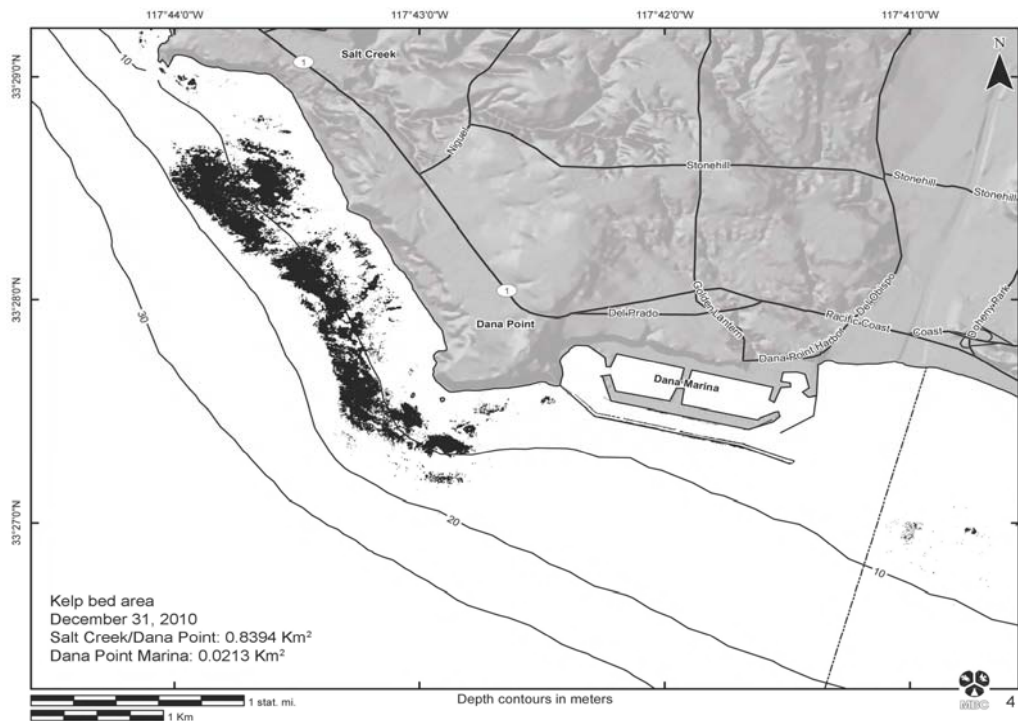 117°44'0"W
117°43'0"W
117°42'0"W
117°41'0"W
N
33°29'0"N
33°28'0"N
33°27'0"N
10
Salt Creek
1
Niguel
Stonehill
Stonehill
Stonehill
30
1
Dana Point
Del Prado
Golden Lantern
Del Obispo
Pacific Coast
Coast
Doheny Park
Dana Point Harbor
Dana Marina
20
10
Kelp bed area
December 31, 2010
Salt Creek/Dana Point: 0.8394 Km²
Dana Point Marina: 0.0213 Km²
1 stat. mi.
1 Km
Depth contours in meters
MBC
4